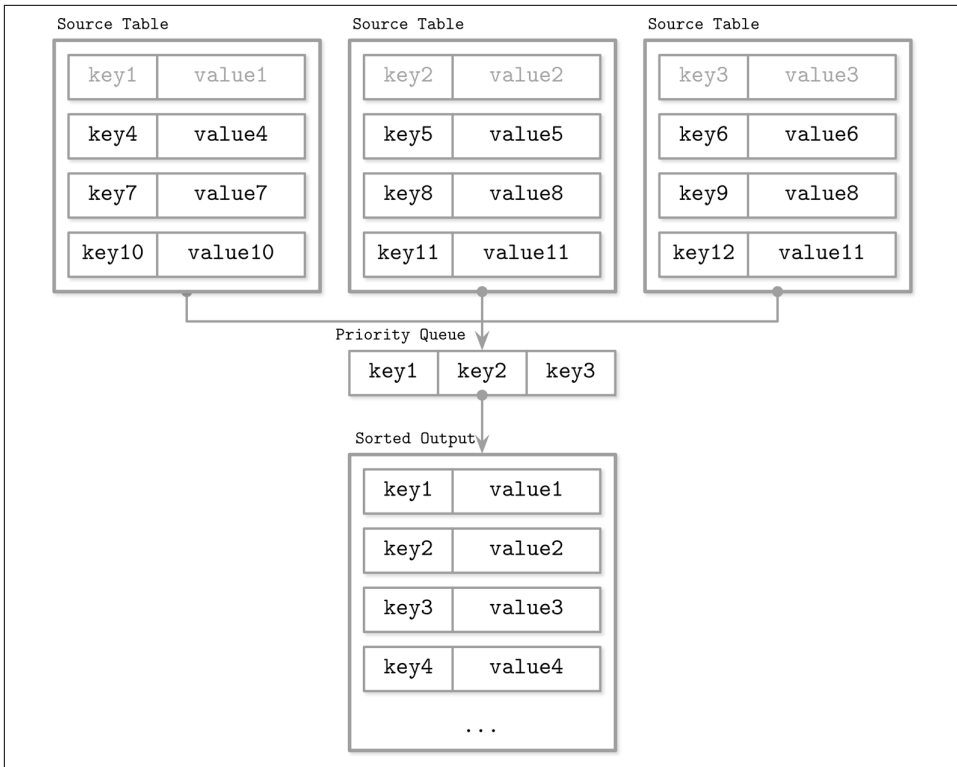 Source Table Source Table Source Table
key1 value1 key2 value2 key3 value3
key4 value4 key5 value5 key6 value6
key7 value7 key8 value8 key9 value8
key10 value10 key11 value11 key12 value11
Priority Queue
key1 key2 key3
Sorted Output
key1 value1
key2 value2
key3 value3
key4 value4
...